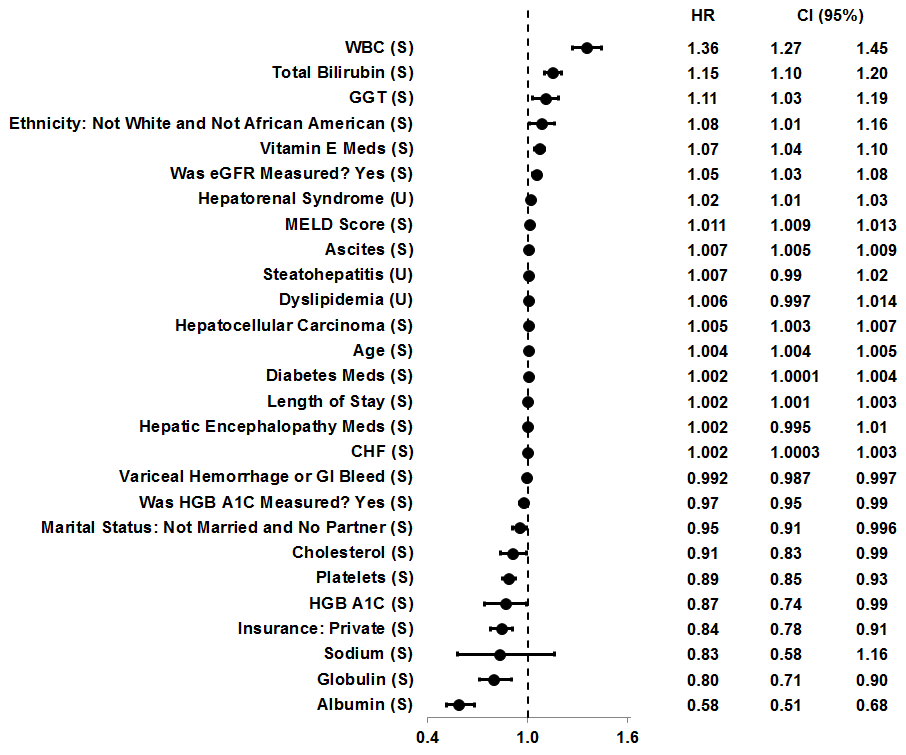 HR CI (95%)
WBC (S) 1.36 1.27 1.45
Total Bilirubin (S) 1.15 1.10 1.20
GGT (S) 1.11 1.03 1.19
Ethnicity: Not White and Not African American (S) 1.08 1.01 1.16
Vitamin E Meds (S) 1.07 1.04 1.10
Was eGFR Measured? Yes (S) 1.05 1.03 1.08
Hepatorenal Syndrome (U) 1.02 1.01 1.03
MELD Score (S) 1.011 1.009 1.013
Ascites (S) 1.007 1.005 1.009
Steatohepatitis (U) 1.007 0.99 1.02
Dyslipidemia (U) 1.006 0.997 1.014
Hepatocellular Carcinoma (S) 1.005 1.003 1.007
Age (S) 1.004 1.004 1.005
Diabetes Meds (S) 1.002 1.0001 1.004
Length of Stay (S) 1.002 1.001 1.003
Hepatic Encephalopathy Meds (S) 1.002 0.995 1.01
CHF (S) 1.002 1.0003 1.003
Variceal Hemorrhage or GI Bleed (S) 0.992 0.987 0.997
Was HGB A1C Measured? Yes (S) 0.97 0.95 0.99
Marital Status: Not Married and No Partner (S) 0.95 0.91 0.996
Cholesterol (S) 0.91 0.83 0.99
Platelets (S) 0.89 0.85 0.93
HGB A1C (S) 0.87 0.74 0.99
Insurance: Private (S) 0.84 0.78 0.91
Sodium (S) 0.83 0.58 1.16
Globulin (S) 0.80 0.71 0.90
Albumin (S) 0.58 0.51 0.68
0.4 1.0 1.6